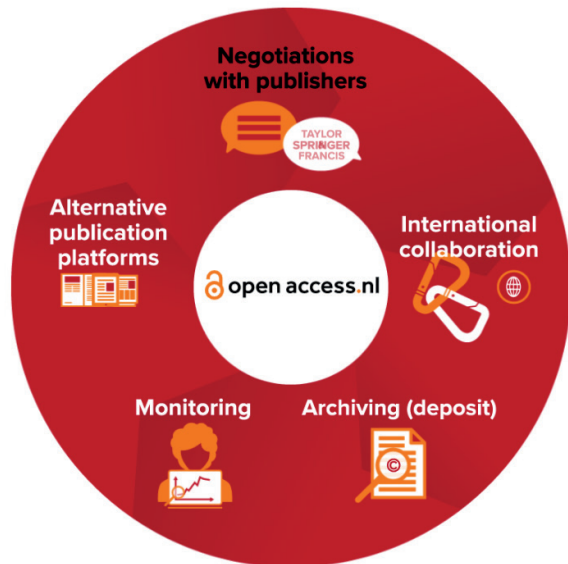 Negotiations
with publishers
TAYLOR
SPRINGER
&
FRANCIS
Alternative
publication
platforms
International
collaboration
open access.nl
Monitoring
Archiving (deposit)
©